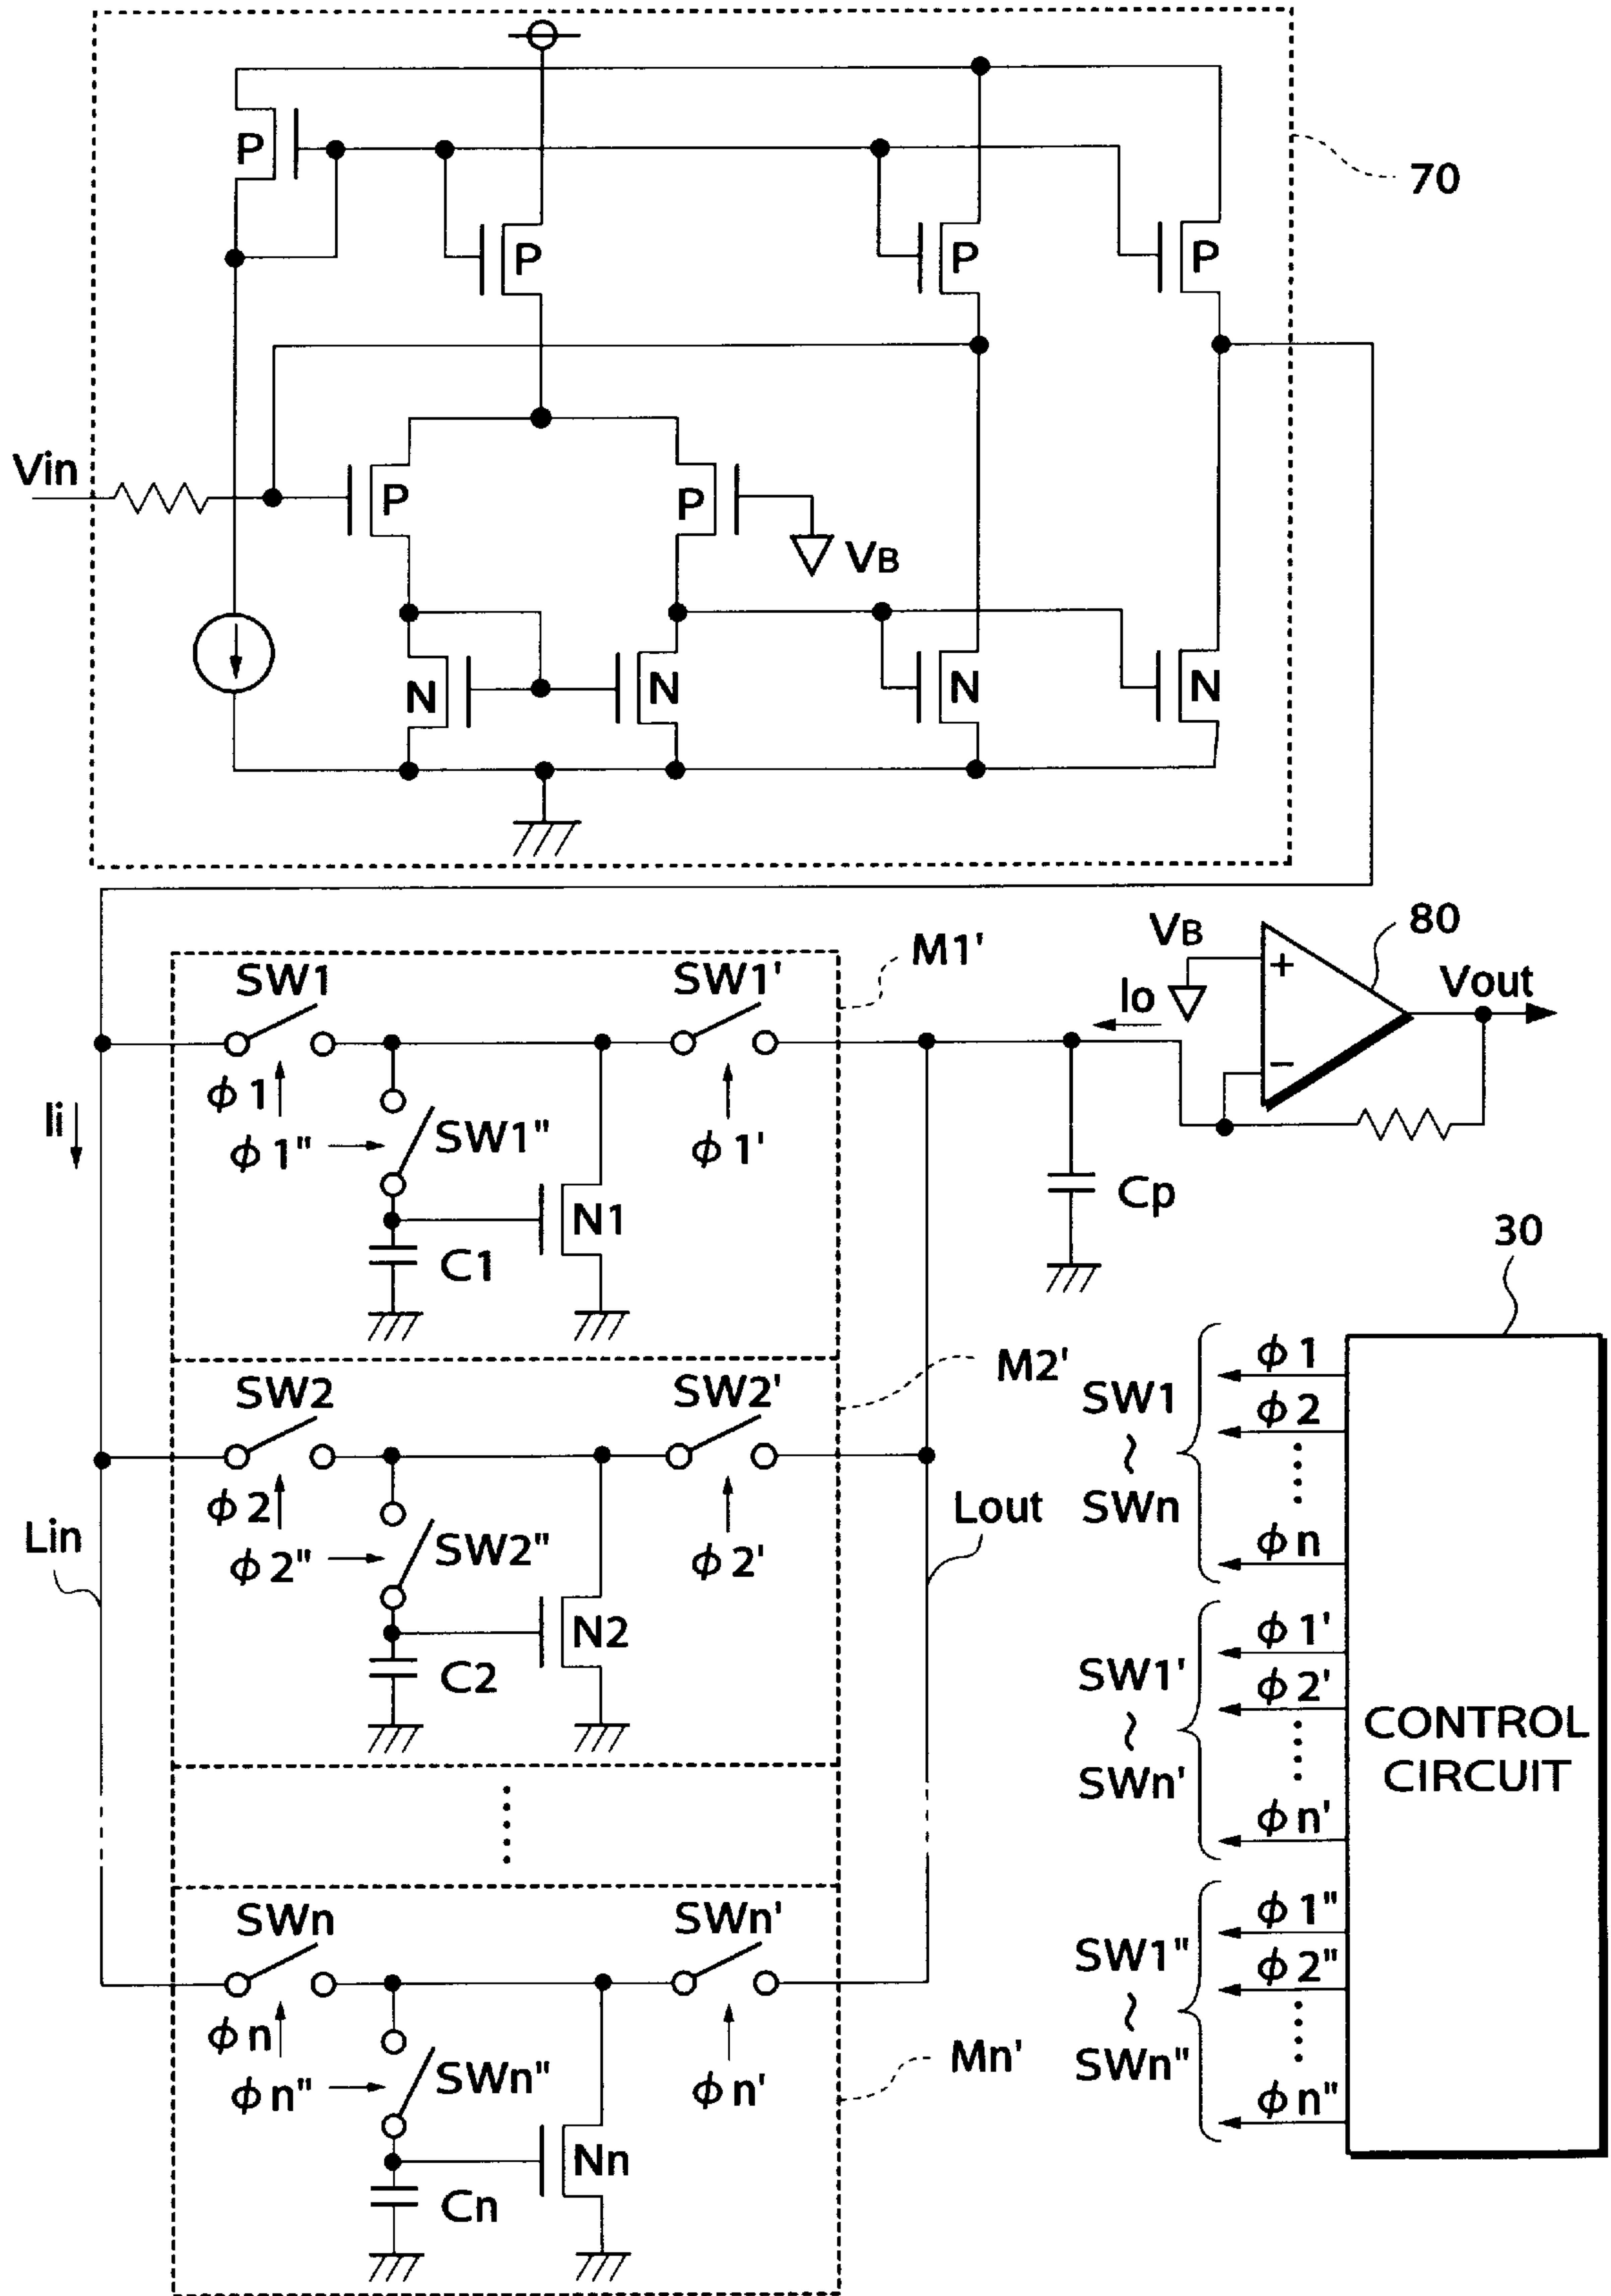 P
70
P
P
P
Vin
P
P
VB
N
N
N
N
M1'
VB
80
Vout
Io
SW1
SW1'
ϕ1
Ii
ϕ1"
SW1"
ϕ1'
N1
C1
Cp
30
M2'
SW2
SW2'
ϕ2
ϕ2"
SW2"
ϕ2'
Lin
Lout
N2
C2
SWn
SWn'
ϕn
ϕn"
SWn"
ϕn'
Mn'
Nn
Cn
SW1
~
SWn
ϕ1
ϕ2
ϕn
SW1'
~
SWn'
ϕ1'
ϕ2'
ϕn'
SW1"
~
SWn"
ϕ1"
ϕ2"
ϕn"
CONTROL
CIRCUIT
+
−